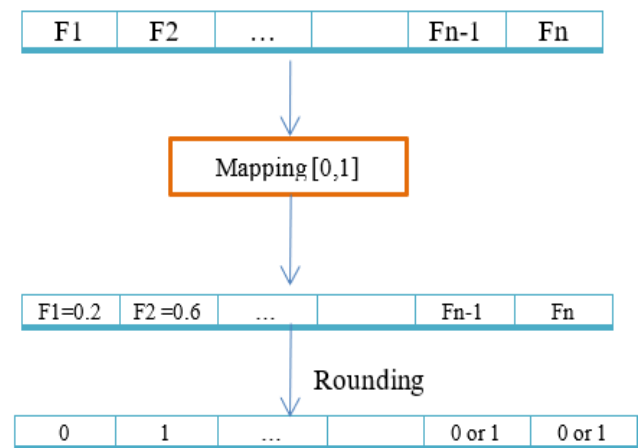 F1 F2 ... Fn-1 Fn
Mapping [0,1]
F1=0.2 F2 =0.6 ... Fn-1 Fn
Rounding
0 1 ... 0 or 1 0 or 1